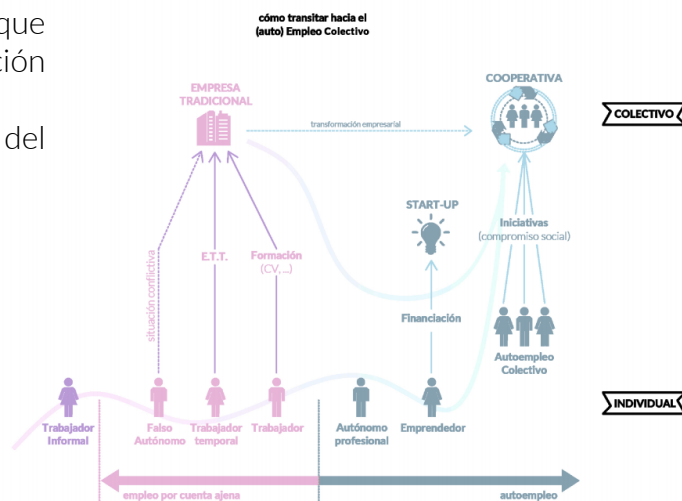 que
ción
del
cómo transitar hacia el
(auto) Empleo Colectivo
EMPRESA
TRADICIONAL
transformación empresarial
COOPERATIVA
COLECTIVO
START-UP
Iniciativas
(compromiso social)
situación conflictiva
E.T.T.
Formación
(CV, ...)
Financiación
Autoempleo
Colectivo
Trabajador
Informal
Falso
Autónomo
Trabajador
temporal
Trabajador
Autónomo
profesional
Emprendedor
INDIVIDUAL
empleo por cuenta ajena
autoempleo